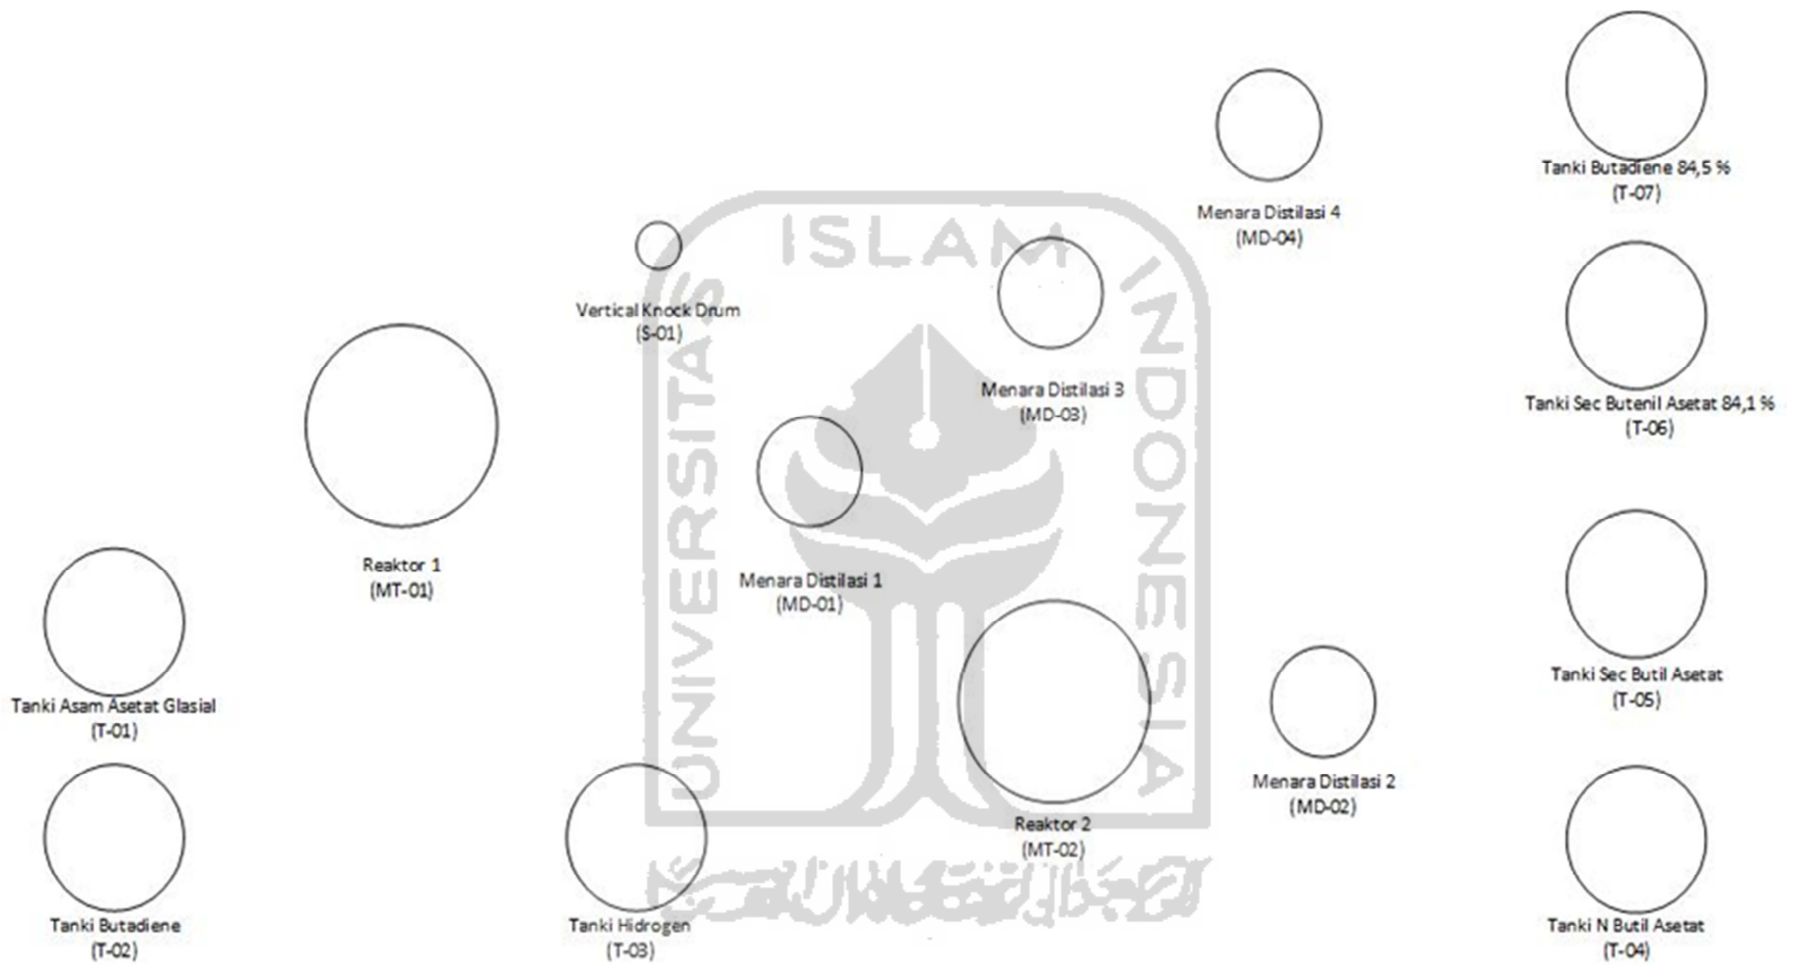 Tanki Butadiene 84,5 %
(T-07)
Menara Distilasi 4
(MD-04)
ISLAM
UNIVERSITAS
INDONESIA
Vertical Knock Drum
(S-01)
Menara Distilasi 3
(MD-03)
Tanki Sec Butenil Asetat 84,1 %
(T-06)
Reaktor 1
(MT-01)
Menara Distilasi 1
(MD-01)
Tanki Sec Butil Asetat
(T-05)
Tanki Asam Asetat Glasial
(T-01)
Menara Distilasi 2
(MD-02)
Reaktor 2
(MT-02)
Tanki Butadiene
(T-02)
Tanki Hidrogen
(T-03)
Tanki N Butil Asetat
(T-04)